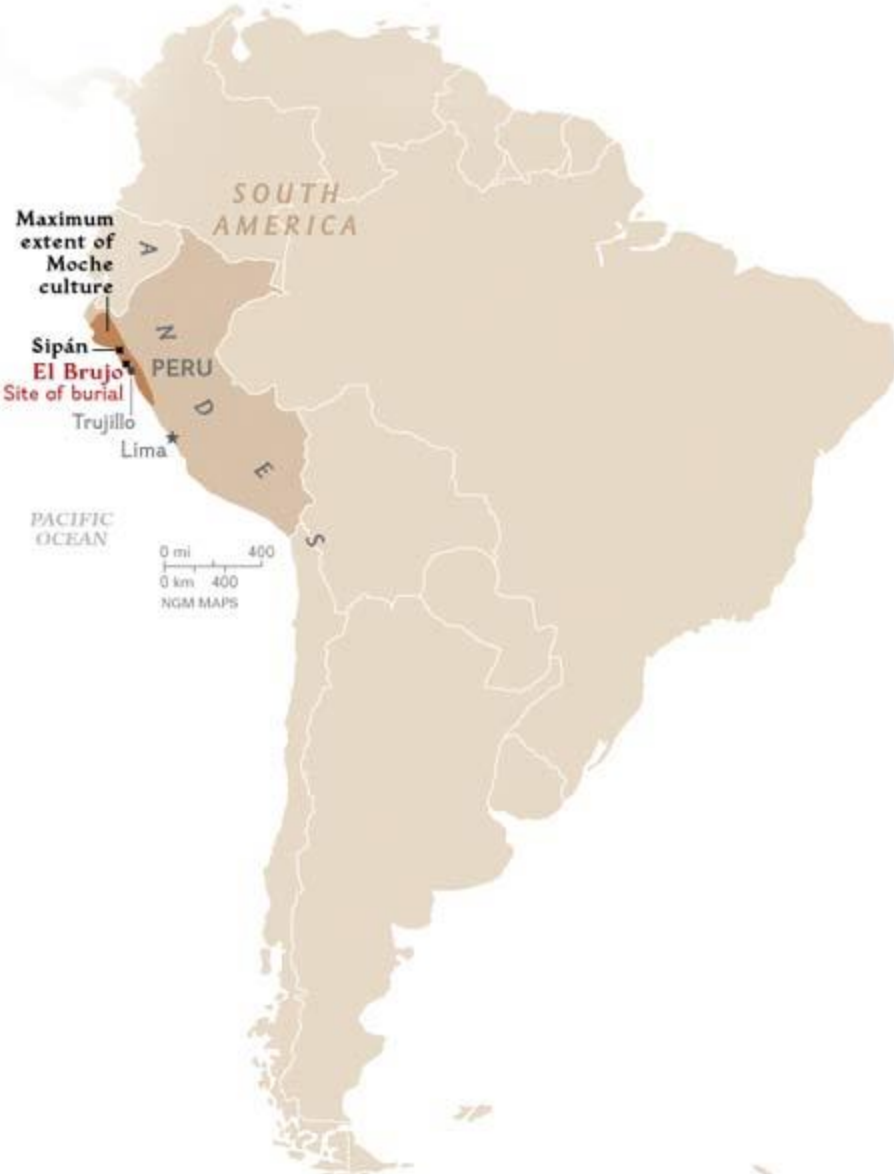 SOUTH
AMERICA
Maximum
extent of
Moche
culture
A
N
D
E
S
Sipán
El Brujo
Site of burial
PERU
Trujillo
Lima
PACIFIC
OCEAN
0 mi 400
0 km 400
NGM MAPS